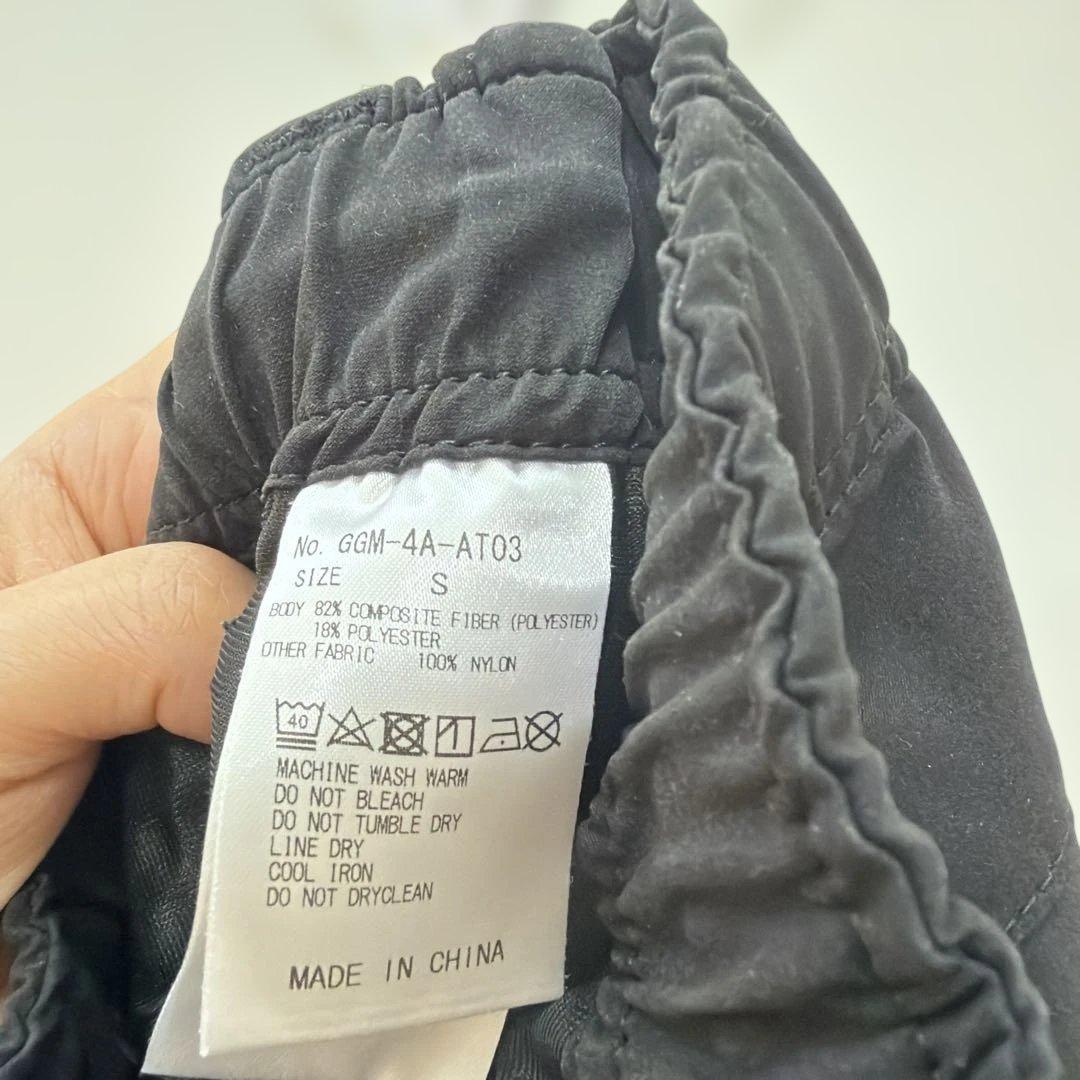 No. GGM-4A-AT03
SIZE S
BODY 82% COMPOSITE FIBER (POLYESTER)
18% POLYESTER
OTHER FABRIC 100% NYLON
40
MACHINE WASH WARM
DO NOT BLEACH
DO NOT TUMBLE DRY
LINE DRY
COOL IRON
DO NOT DRYCLEAN
MADE IN CHINA